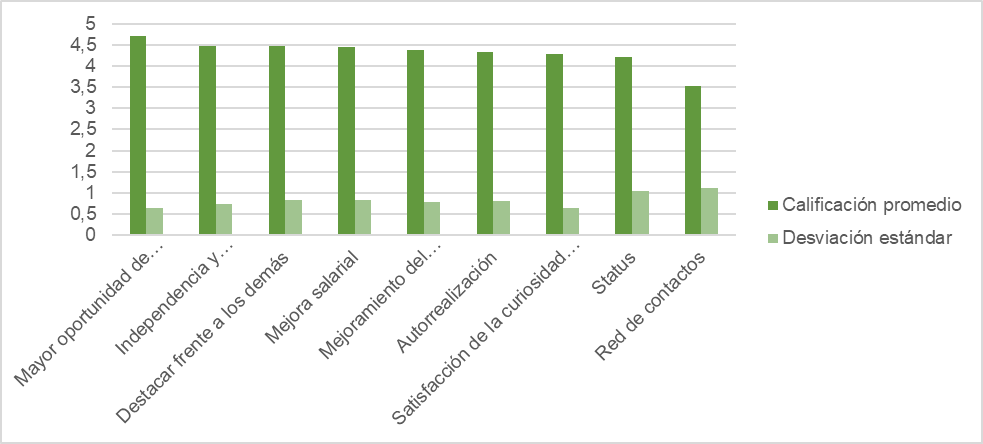 5
4,5
4
3,5
3
2,5
2
1,5
1
0,5
0
Mayor oportunidad de…
Independencia y…
Destacar frente a los demás
Mejora salarial
Mejoramiento del…
Autorrealización
Satisfacción de la curiosidad…
Status
Red de contactos
Calificación promedio
Desviación estándar